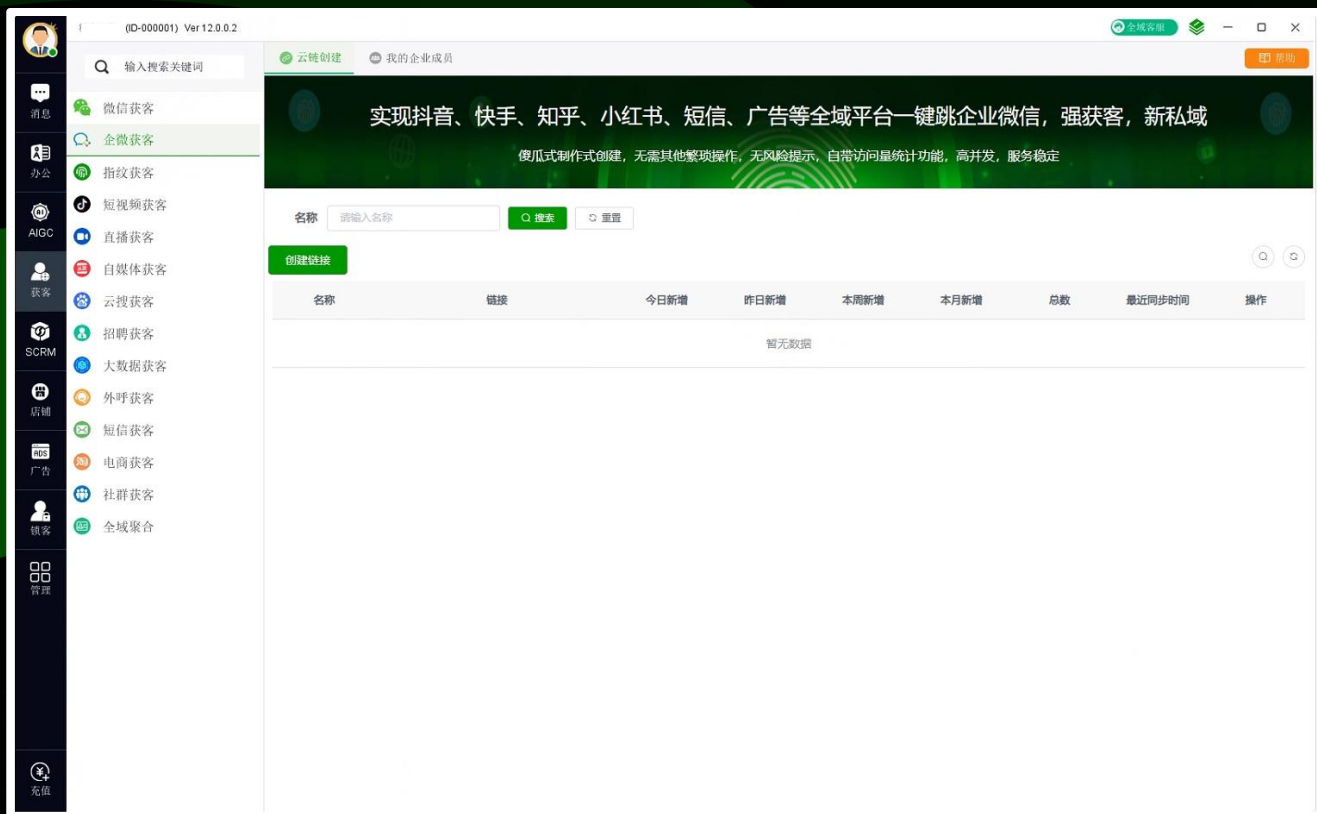 (ID-000001) Ver 12.0.0.2
全域客服
输入搜索关键词
云链创建
我的企业成员
帮助
消息
办公
AIGC
获客
SCRM
店铺
广告
锁客
管理
充值
微信获客
企微获客
指纹获客
短视频获客
直播获客
自媒体获客
云搜获客
招聘获客
大数据获客
外呼获客
短信获客
电商获客
社群获客
全域聚合
实现抖音、快手、知乎、小红书、短信、广告等全域平台一键跳企业微信，强获客，新私域
傻瓜式制作式创建，无需其他繁琐操作，无风险提示，自带访问量统计功能，高并发，服务稳定
名称 请输入名称 搜索 重置
创建链接
名称 链接 今日新增 昨日新增 本周新增 本月新增 总数 最近同步时间 操作
暂无数据